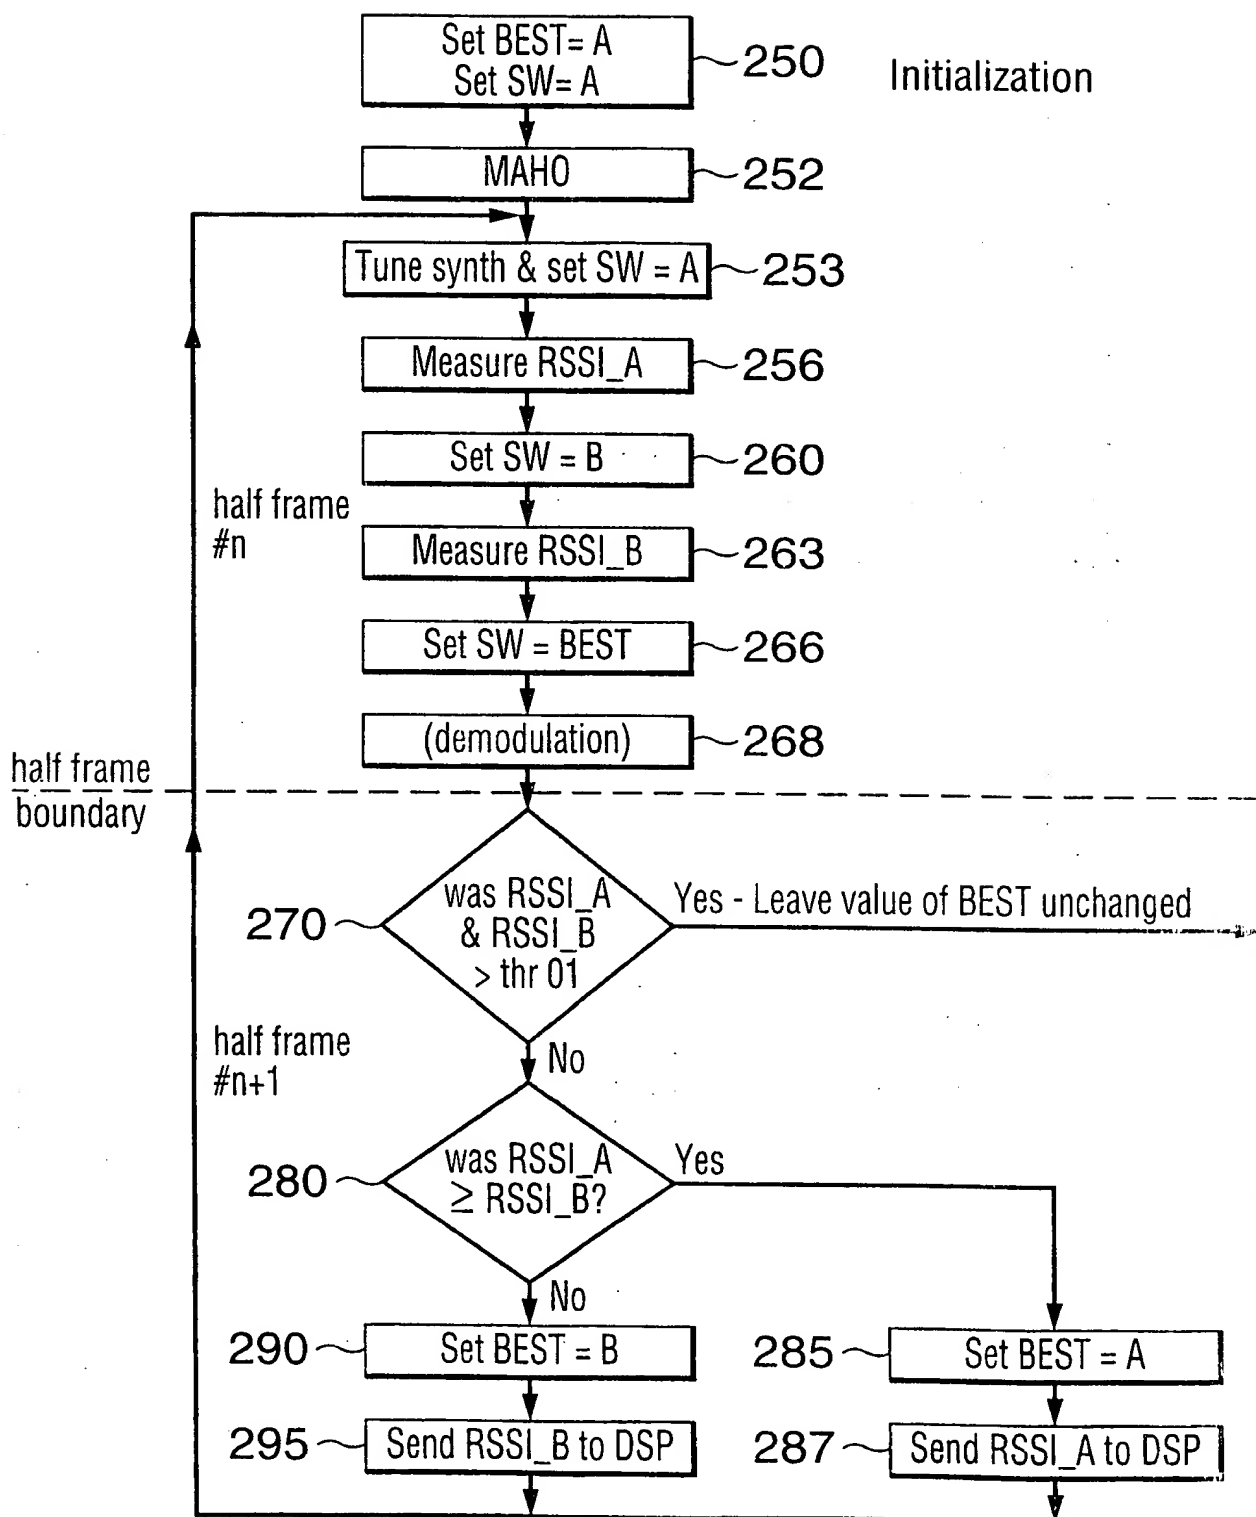 Set BEST= A
Set SW= A
250
Initialization
MAHO
252
Tune synth & set SW = A
253
Measure RSSI_A
256
Set SW = B
260
half frame
#n
Measure RSSI_B
263
Set SW = BEST
266
(demodulation)
268
half frame
boundary
270
was RSSI_A
& RSSI_B
> thr 01
Yes - Leave value of BEST unchanged
half frame
#n+1
No
280
was RSSI_A
≥ RSSI_B?
Yes
No
290
Set BEST = B
285
Set BEST = A
295
Send RSSI_B to DSP
287
Send RSSI_A to DSP